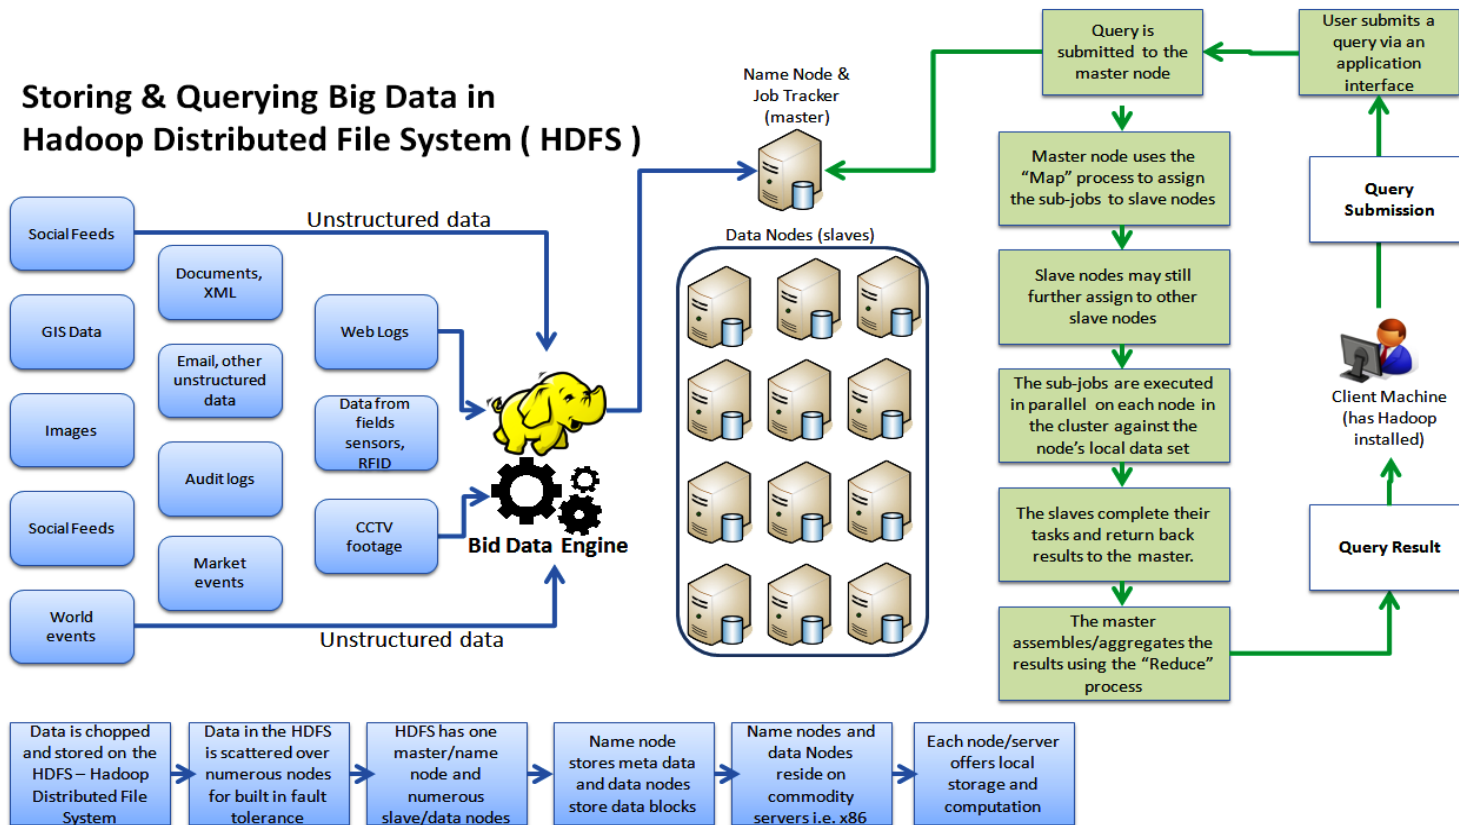 Storing & Querying Big Data in
Hadoop Distributed File System ( HDFS )
Social Feeds
GIS Data
Images
Social Feeds
World
events
Documents,
XML
Email, other
unstructured
data
Audit logs
Market
events
Web Logs
Data from
fields
sensors,
RFID
CCTV
footage
Unstructured data
Unstructured data
Bid Data Engine
Name Node &
Job Tracker
(master)
Data Nodes (slaves)
Query is
submitted to the
master node
Master node uses the
“Map” process to assign
the sub-jobs to slave nodes
Slave nodes may still
further assign to other
slave nodes
The sub-jobs are executed
in parallel on each node in
the cluster against the
node’s local data set
The slaves complete their
tasks and return back
results to the master.
The master
assembles/aggregates the
results using the “Reduce”
process
User submits a
query via an
application
interface
Query
Submission
Client Machine
(has Hadoop
installed)
Query Result
Data is chopped
and stored on the
HDFS – Hadoop
Distributed File
System
Data in the HDFS
is scattered over
numerous nodes
for built in fault
tolerance
HDFS has one
master/name
node and
numerous
slave/data nodes
Name node
stores meta data
and data nodes
store data blocks
Name nodes and
data Nodes
reside on
commodity
servers i.e. x86
Each node/server
offers local
storage and
computation